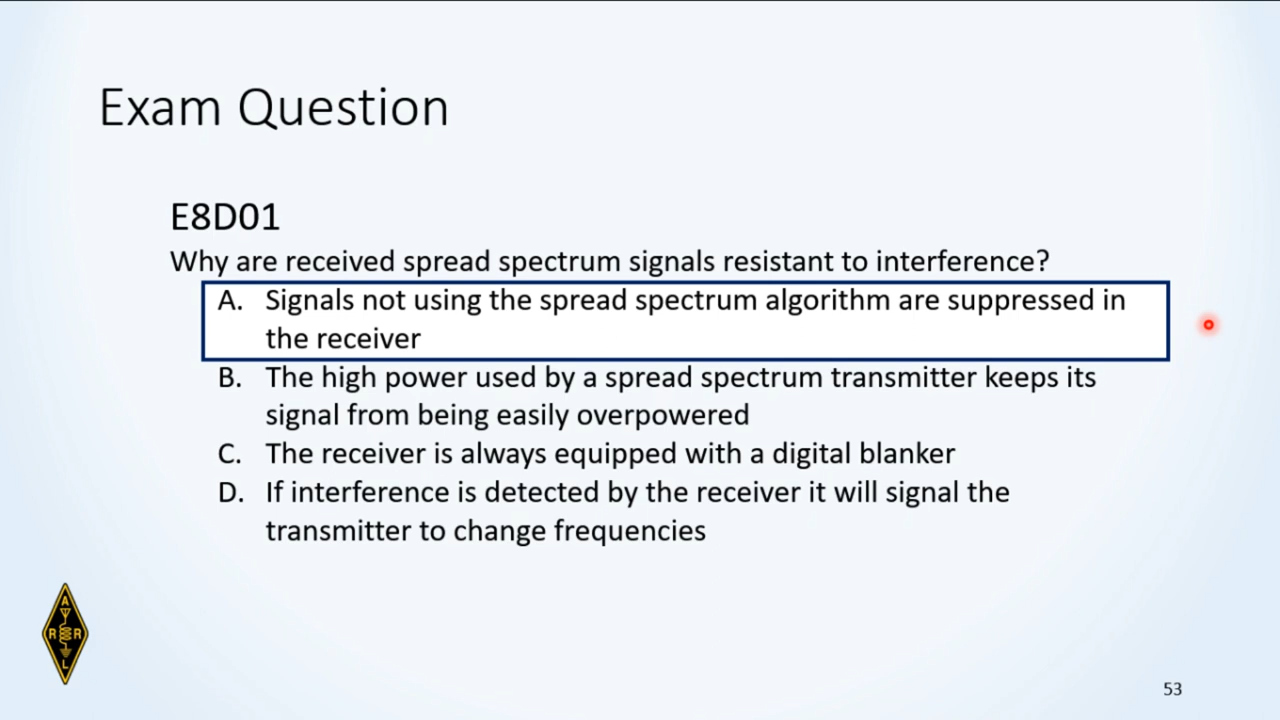 Exam Question
E8D01
Why are received spread spectrum signals resistant to interference?
A. Signals not using the spread spectrum algorithm are suppressed in
the receiver
B. The high power used by a spread spectrum transmitter keeps its
signal from being easily overpowered
C. The receiver is always equipped with a digital blanker
D. If interference is detected by the receiver it will signal the
transmitter to change frequencies
A
R R
L
53